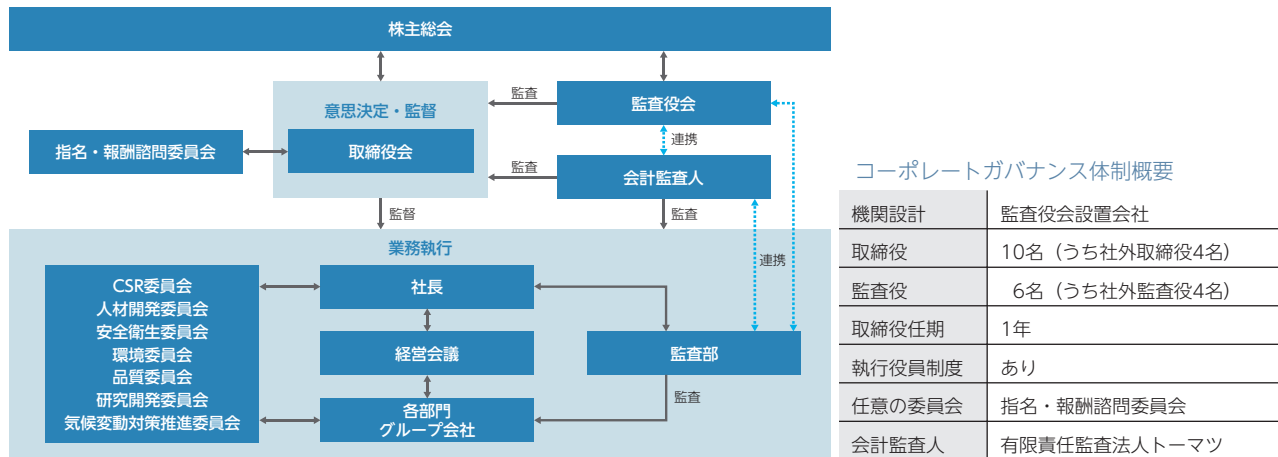 株主総会
意思決定・監督
監査
監査役会
連携
指名・報酬諮問委員会
取締役会
監査
会計監査人
監督
監査
業務執行
連携
CSR委員会
人材開発委員会
安全衛生委員会
環境委員会
品質委員会
研究開発委員会
気候変動対策推進委員会
社長
経営会議
監査部
各部門
グループ会社
監査
コーポレートガバナンス体制概要
機関設計 監査役会設置会社
取締役 10名（うち社外取締役4名）
監査役 6名（うち社外監査役4名）
取締役任期 1年
執行役員制度 あり
任意の委員会 指名・報酬諮問委員会
会計監査人 有限責任監査法人トーマツ